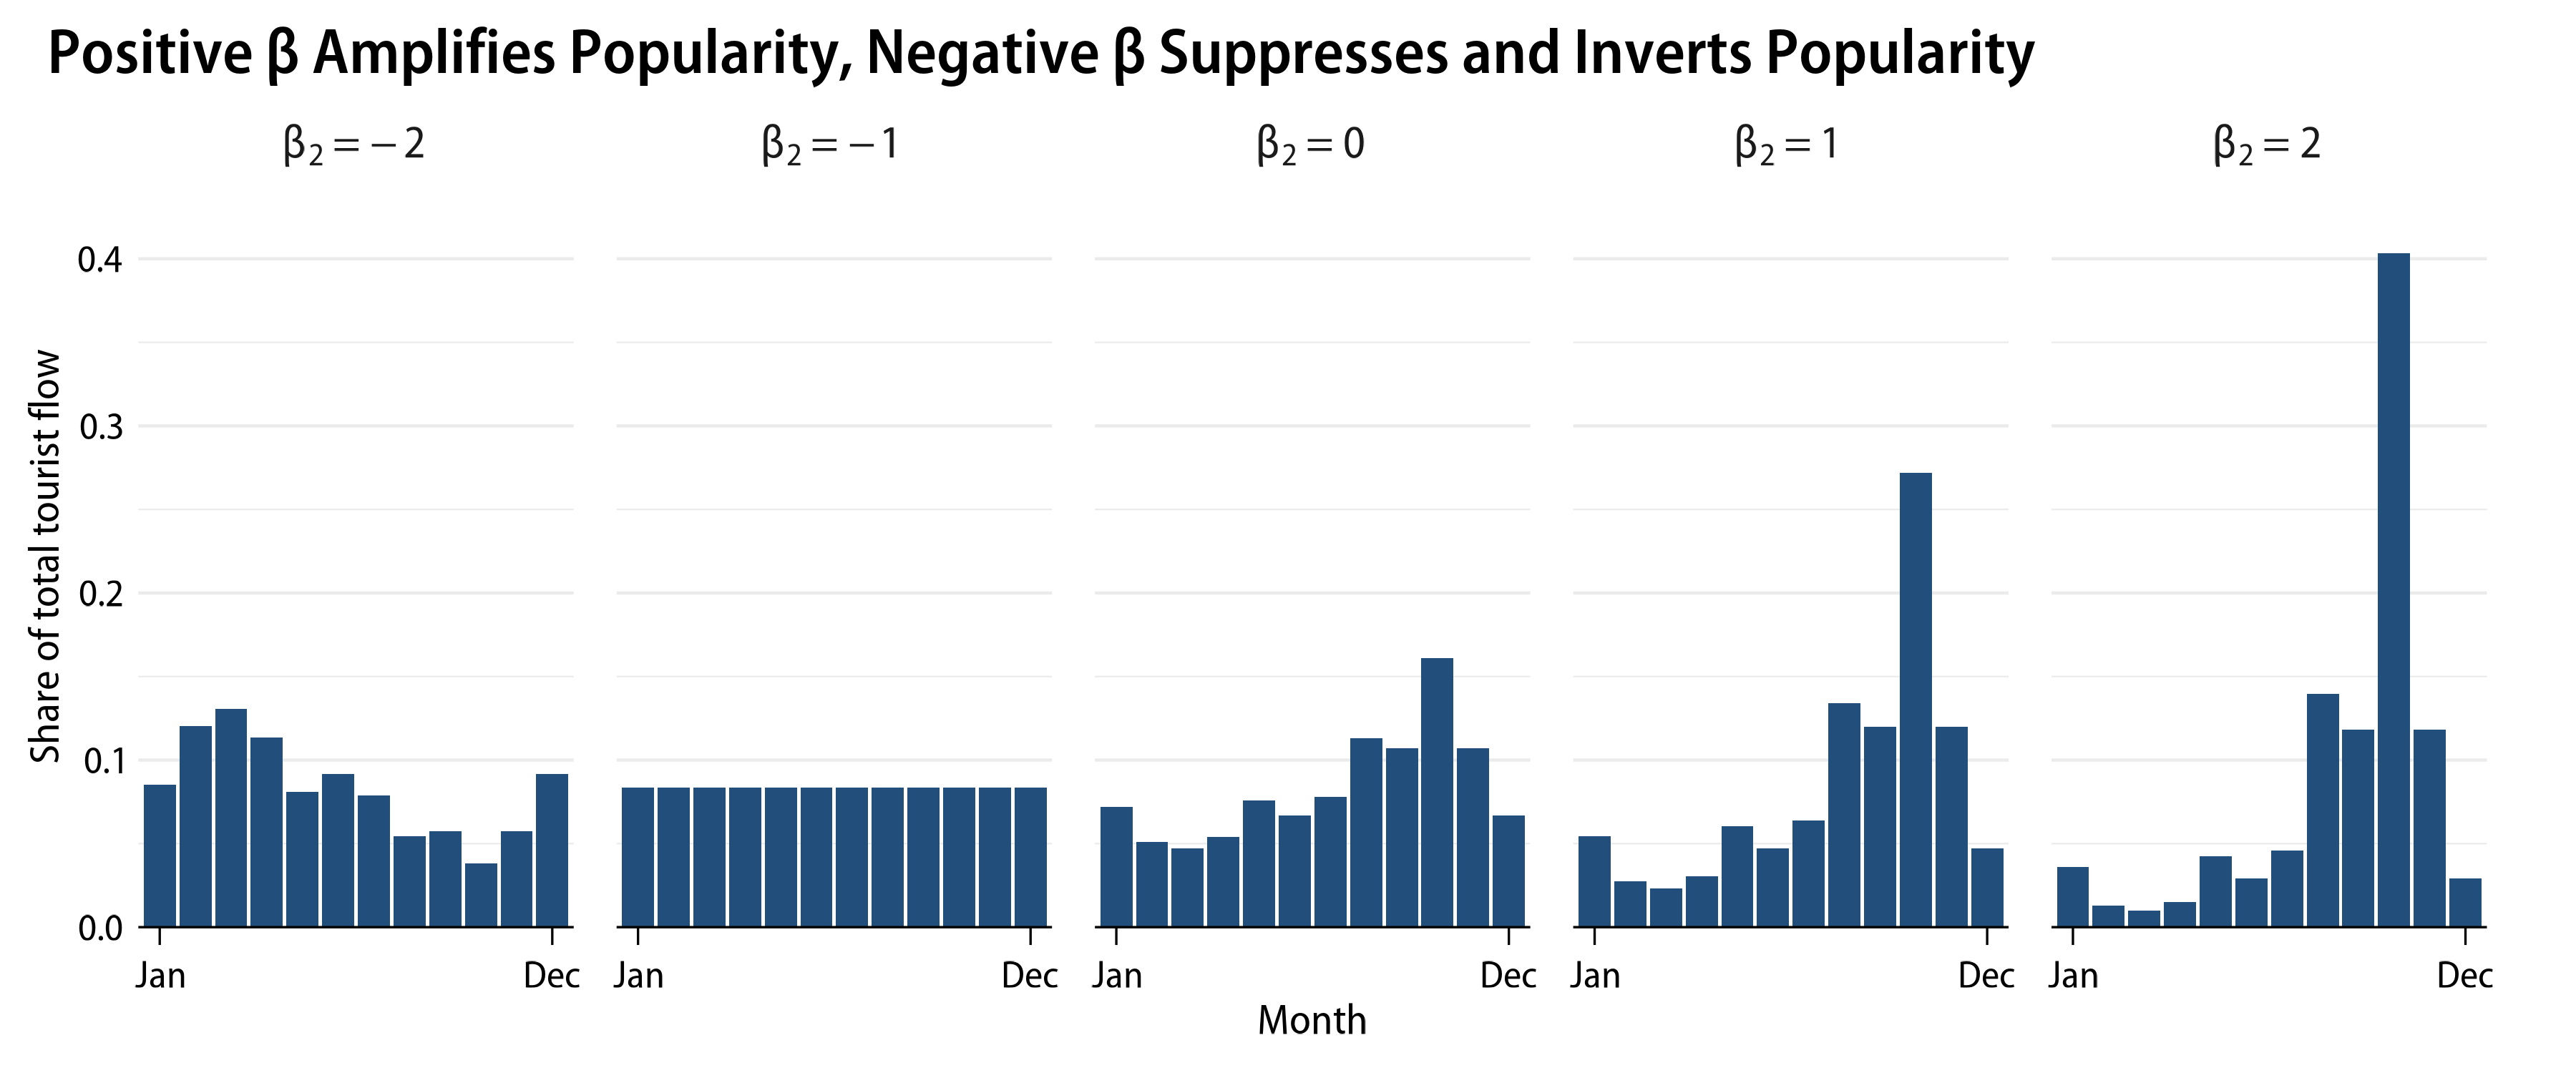 Positive β Amplifies Popularity, Negative β Suppresses and Inverts Popularity
β₂ = − 2
β₂ = − 1
β₂ = 0
β₂ = 1
β₂ = 2
Share of total tourist flow
0.4
0.3
0.2
0.1
0.0
Jan Dec Jan Dec Jan Dec Jan Dec Jan Dec
Month